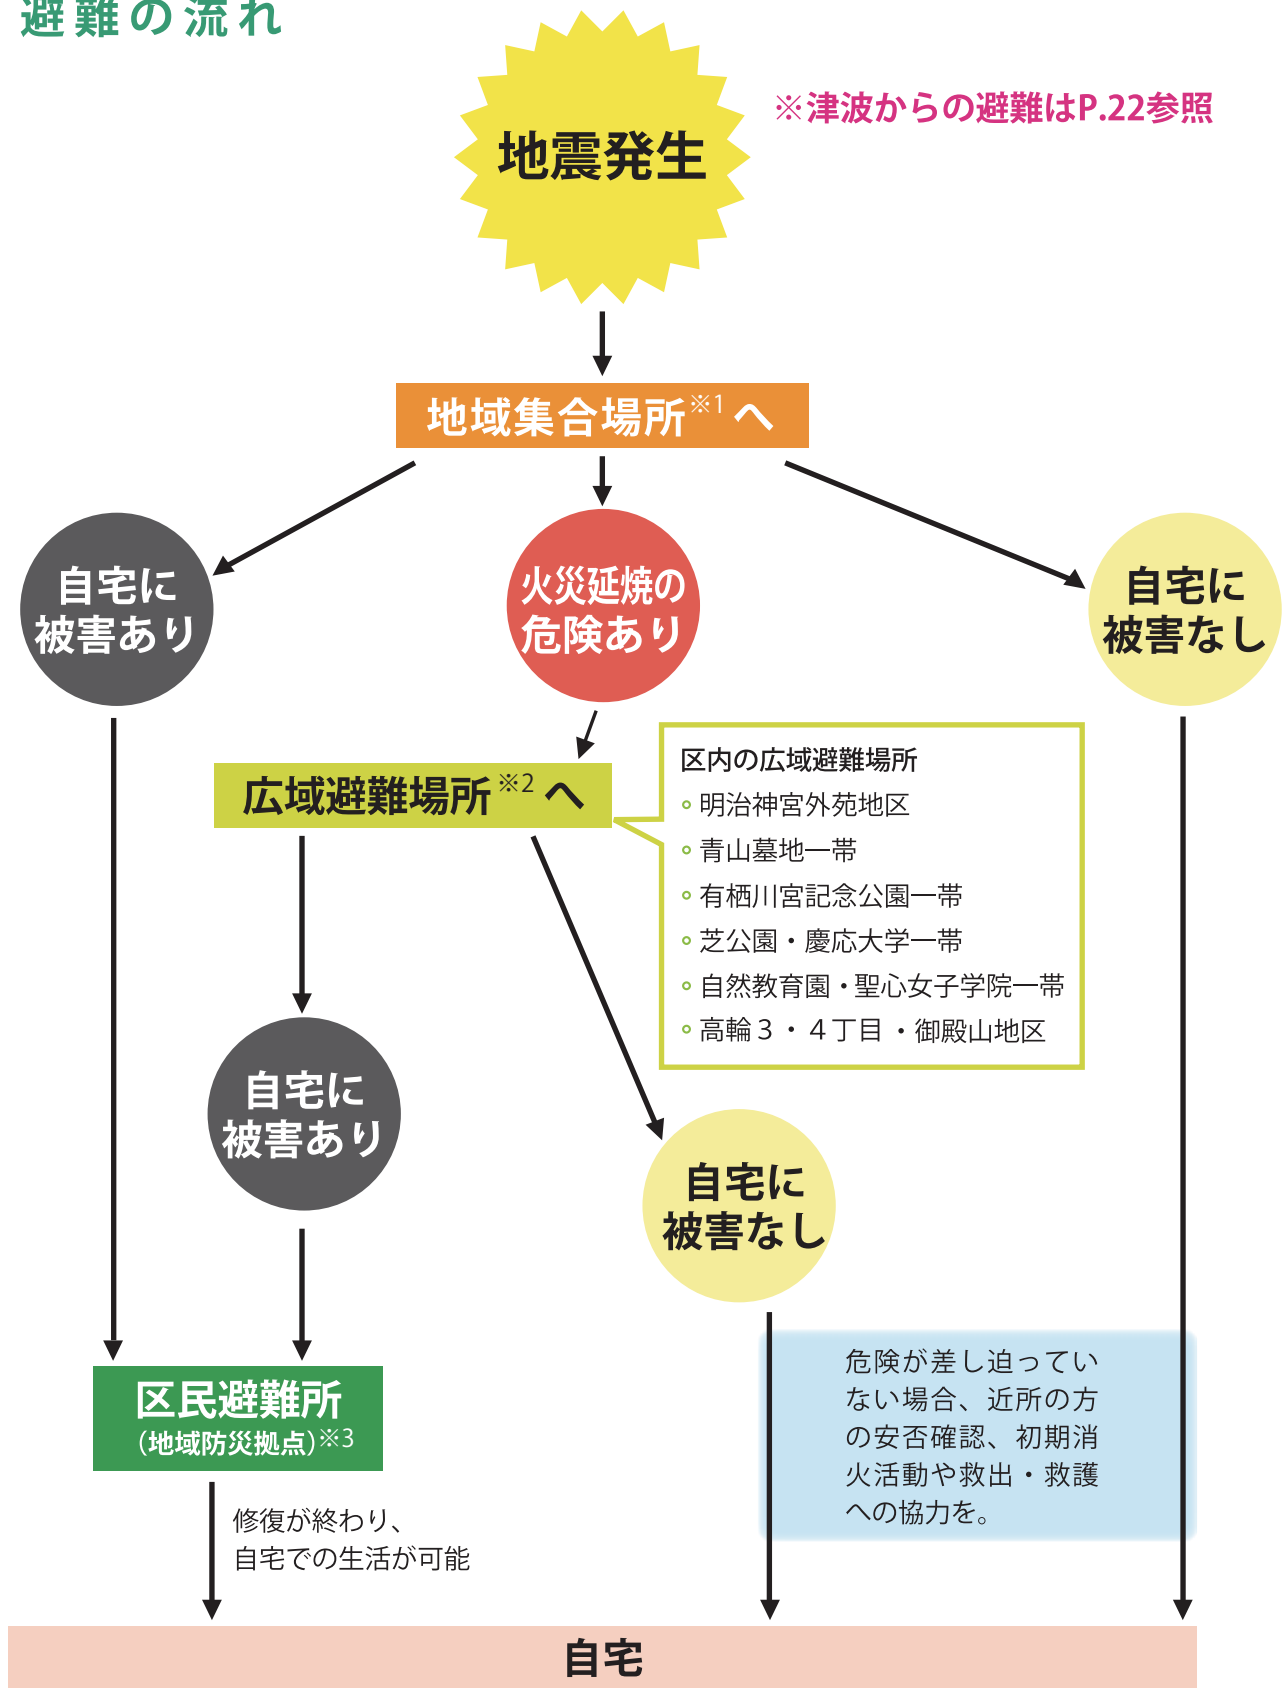 避難の流れ
※津波からの避難はP.22参照
地震発生
地域集合場所※1へ
自宅に
被害あり
火災延焼の
危険あり
自宅に
被害なし
広域避難場所※2へ
区内の広域避難場所
明治神宮外苑地区
青山墓地一帯
有栖川宮記念公園一帯
芝公園・慶応大学一帯
自然教育園・聖心女子学院一帯
高輪３・４丁目・御殿山地区
自宅に
被害あり
自宅に
被害なし
区民避難所
（地域防災拠点）※3
危険が差し迫ってい
ない場合、近所の方
の安否確認、初期消
火活動や救出・救護
への協力を。
修復が終わり、
自宅での生活が可能
自宅